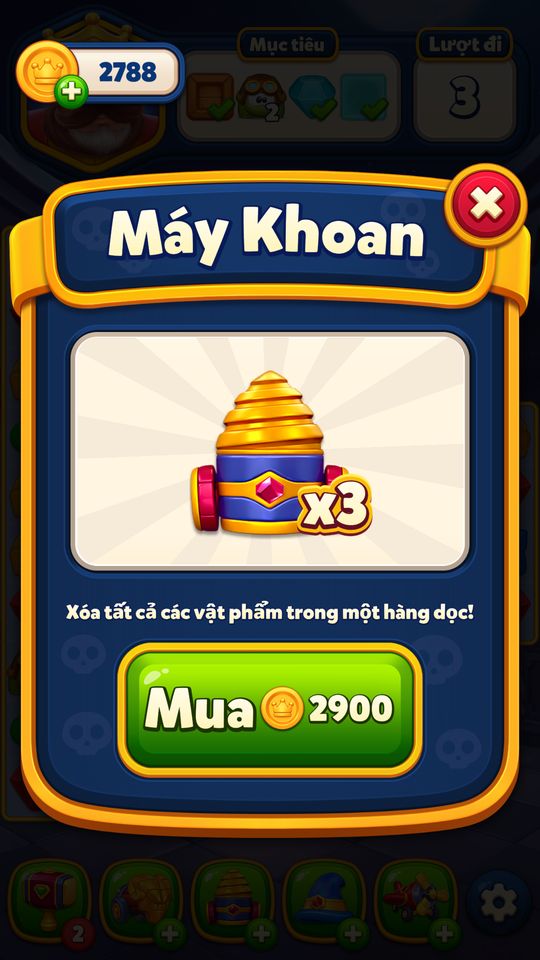 2788
Mục tiêu
Lượt đi
2
3
Máy Khoan
x3
Xóa tất cả các vật phẩm trong một hàng dọc!
Mua 2900
2